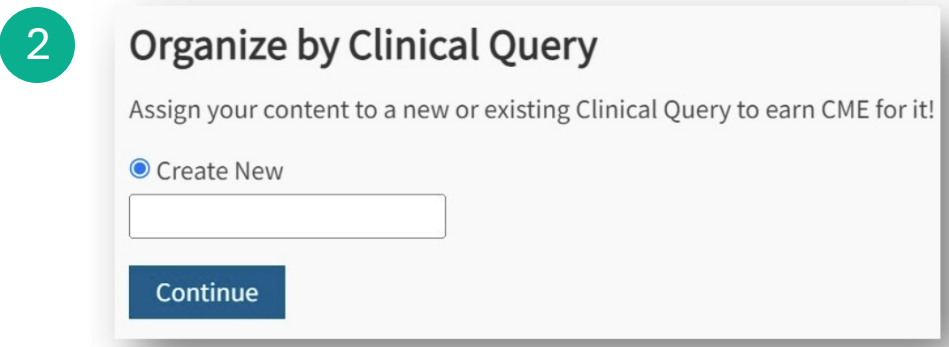 2
Organize by Clinical Query
Assign your content to a new or existing Clinical Query to earn CME for it!
Create New
Continue